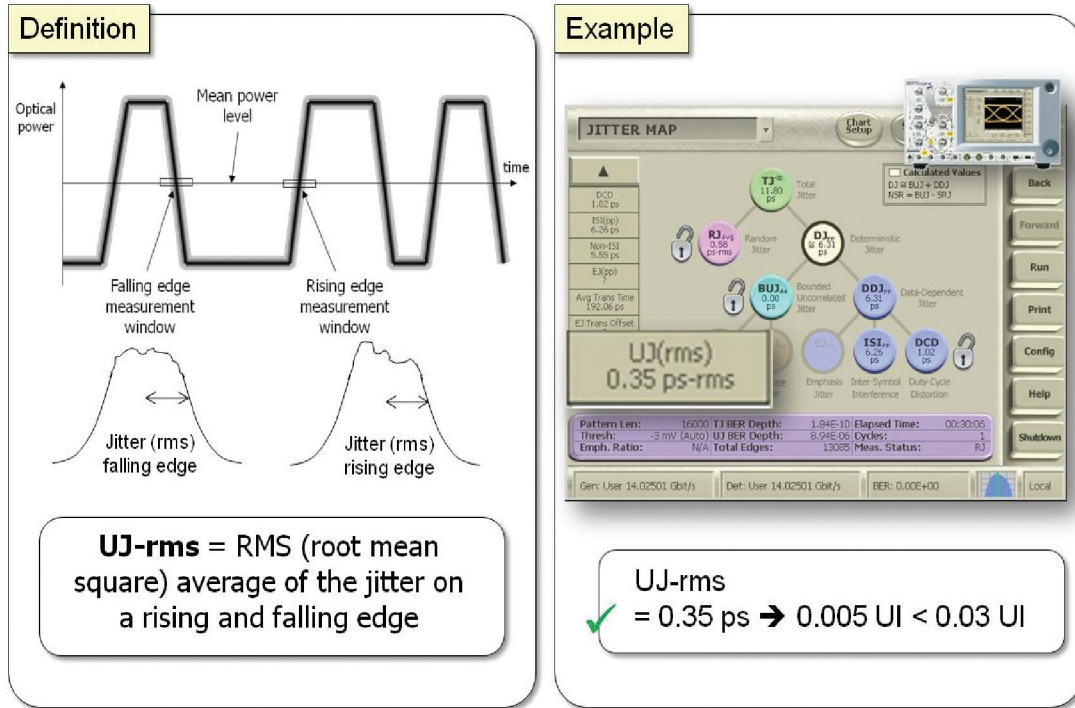 Definition
Optical
power
Mean power
level
time
Falling edge
measurement
window
Rising edge
measurement
window
Jitter (rms)
falling edge
Jitter (rms)
rising edge
UJ-rms = RMS (root mean
square) average of the jitter on
a rising and falling edge
Example
JITTER MAP
Chart
Setup
Calculated Values
DJ ≅ BUJ + DDJ
NSR = BUJ - SRJ
DCD
1.02 ps
ISI(pp)
6.26 ps
Non-ISI
5.55 ps
EJ(pp)
?
Avg Trans Time
192.06 ps
EJ Trans Offset
TJ
11.80
ps
Total
Jitter
RJ
0.58
ps-rms
Random
Jitter
DJpp
≅ 6.31
ps
Deterministic
Jitter
BUJ
0.00
ps
Bounded
Uncorrelated
Jitter
DDJpp
6.31
ps
Data-Dependent
Jitter
Emphasis
Jitter
ISIpp
6.26
ps
Inter-Symbol
Interference
DCD
1.02
ps
Duty-Cycle
Distortion
UJ(rms)
0.35 ps-rms
Pattern Len: 16000 TJ BER Depth: 1.84E-10 Elapsed Time: 00:30:06
Thresh: -3 mV (Auto) UJ BER Depth: 8.94E-06 Cycles: 1
Emph. Ratio: N/A Total Edges: 13085 Meas. Status: RJ
Gen: User 14.02501 Gbit/s Det: User 14.02501 Gbit/s BER: 0.00E+00 Local
Back
Forward
Run
Print
Config
Help
Shutdown
UJ-rms
= 0.35 ps ➔ 0.005 UI < 0.03 UI